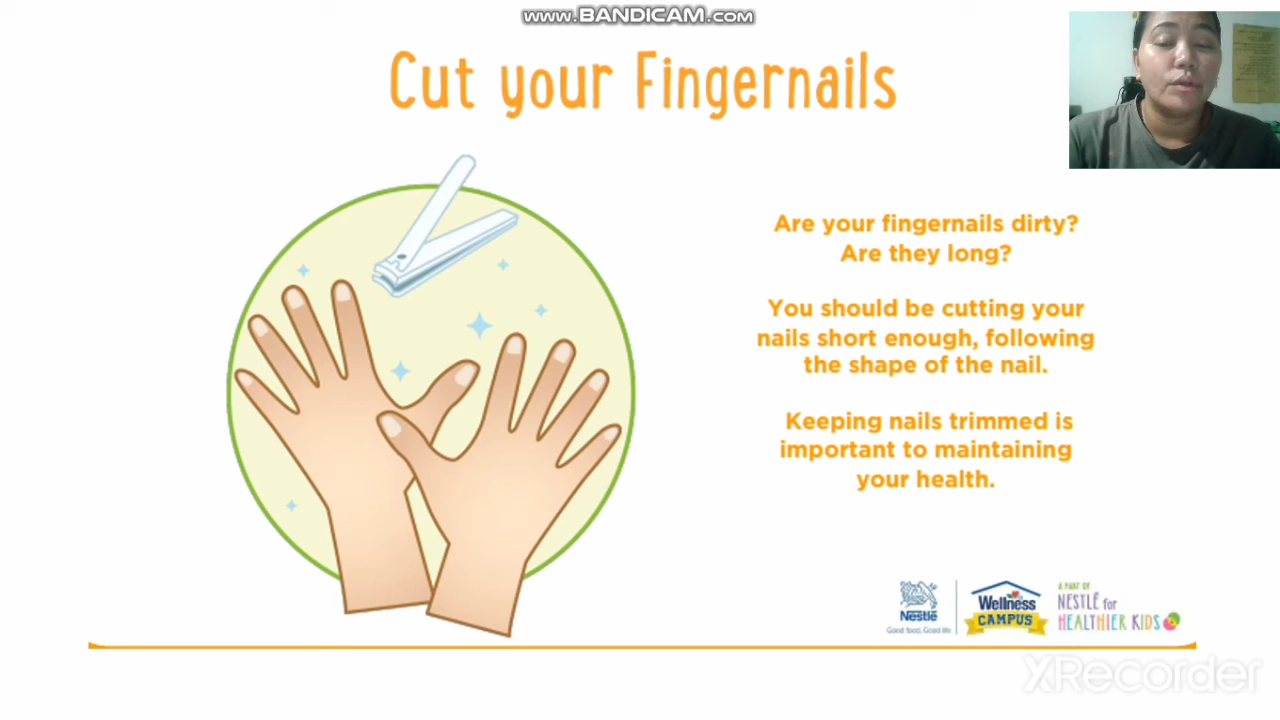 www.BANDICAM.com
Cut your Fingernails
Are your fingernails dirty?
Are they long?
You should be cutting your
nails short enough, following
the shape of the nail.
Keeping nails trimmed is
important to maintaining
your health.
Nestlé
Good food, Good life
Wellness
CAMPUS
A PART OF
NESTLÉ for
HEALTHIER KIDS
XRecorder